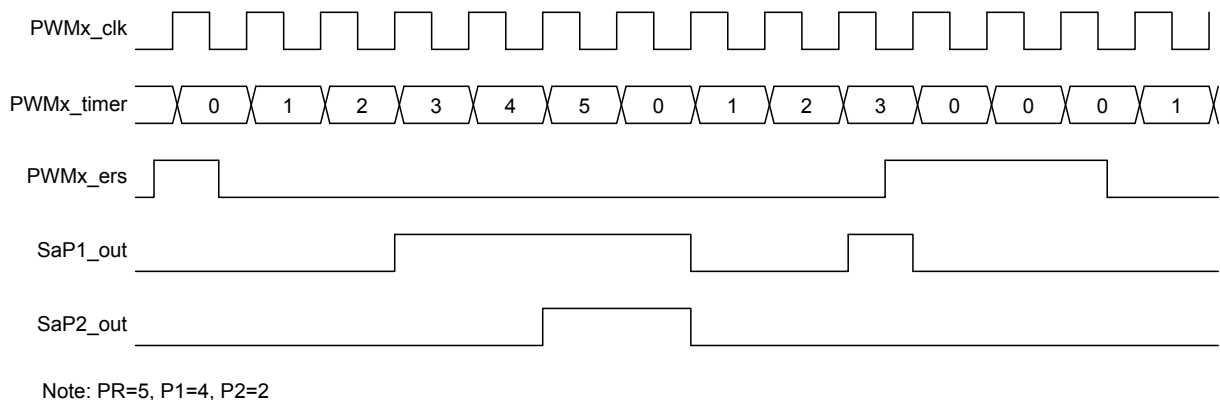 PWMx_clk
PWMx_timer 0 1 2 3 4 5 0 1 2 3 0 0 0 1
PWMx_ers
SaP1_out
SaP2_out
Note: PR=5, P1=4, P2=2